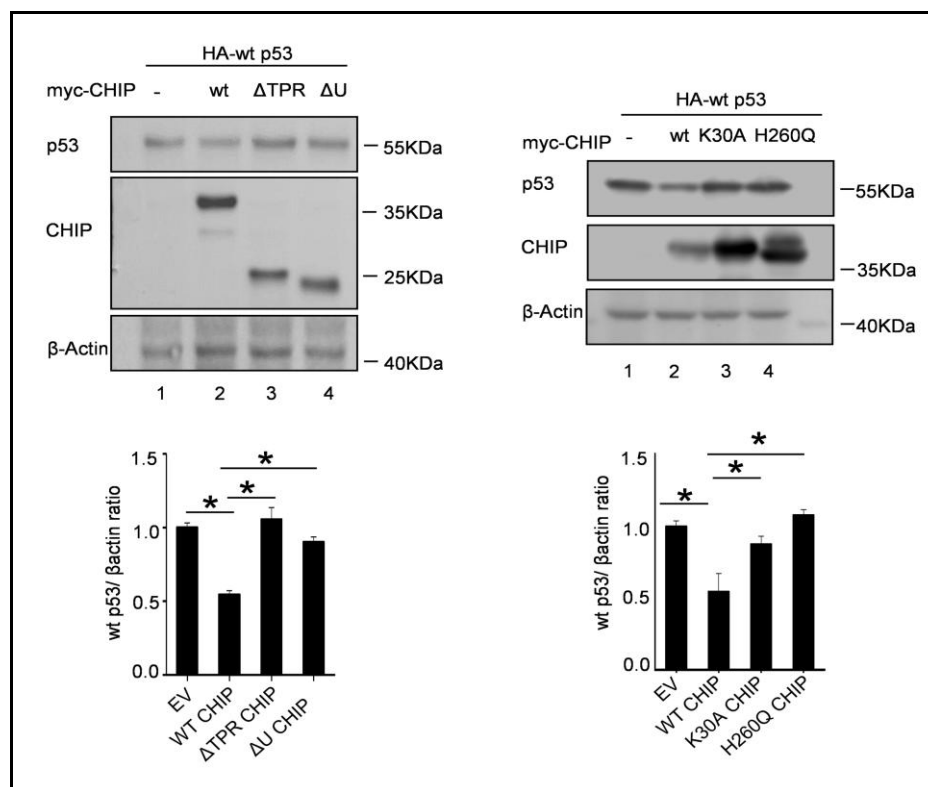 HA-wt p53
myc-CHIP - wt ΔTPR ΔU
p53
55KDa
CHIP
35KDa
25KDa
β-Actin
40KDa
1 2 3 4
HA-wt p53
myc-CHIP - wt K30A H260Q
p53
55KDa
CHIP
35KDa
β-Actin
40KDa
1 2 3 4
wt p53/ βactin ratio
1.5
1.0
0.5
0.0
* * *
EV
WT CHIP
ΔTPR CHIP
ΔU CHIP
wt p53/ βactin ratio
1.5
1.0
0.5
0.0
* * *
EV
WT CHIP
K30A CHIP
H260Q CHIP